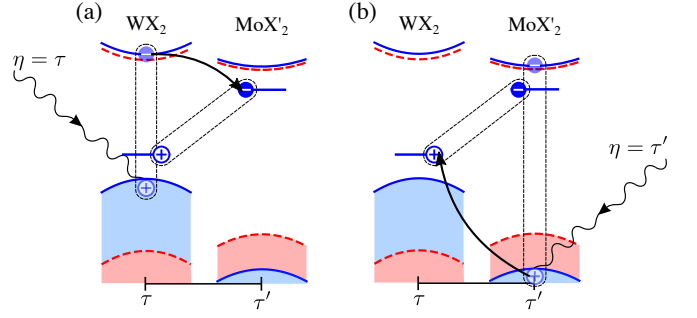 (a) WX₂ MoX'₂
η = τ
τ τ′
(b) WX₂ MoX'₂
η = τ′
τ τ′